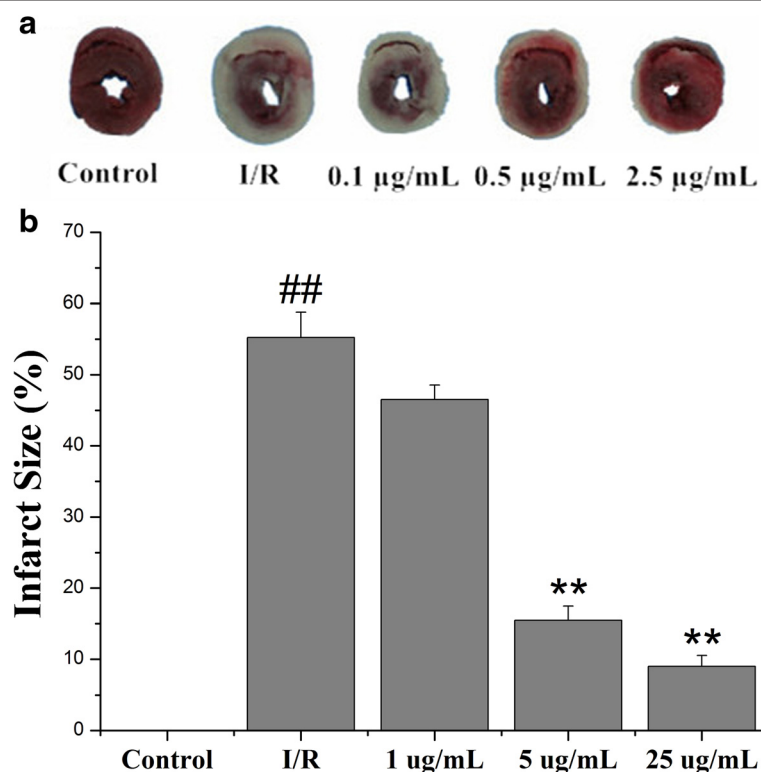 a
Control I/R 0.1 µg/mL 0.5 µg/mL 2.5 µg/mL
b
70
60
50
40
30
20
10
0
Infarct Size (%)
##
**
**
Control I/R 1 ug/mL 5 ug/mL 25 ug/mL